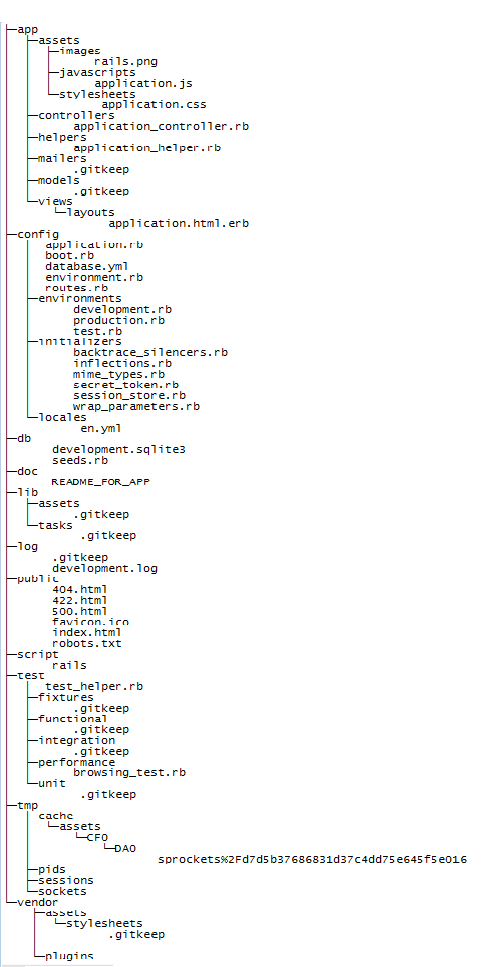 app
assets
images
rails.png
javascripts
application.js
stylesheets
application.css
controllers
application_controller.rb
helpers
application_helper.rb
mailers
.gitkeep
models
.gitkeep
views
layouts
application.html.erb
config
application.rb
boot.rb
database.yml
environment.rb
routes.rb
environments
development.rb
production.rb
test.rb
initializers
backtrace_silencers.rb
inflections.rb
mime_types.rb
secret_token.rb
session_store.rb
wrap_parameters.rb
locales
en.yml
db
development.sqlite3
seeds.rb
doc
README_FOR_APP
lib
assets
.gitkeep
tasks
.gitkeep
log
.gitkeep
development.log
public
404.html
422.html
500.html
favicon.ico
index.html
robots.txt
script
rails
test
test_helper.rb
fixtures
.gitkeep
functional
.gitkeep
integration
.gitkeep
performance
browsing_test.rb
unit
.gitkeep
tmp
cache
assets
CF0
DA0
sprockets%2Fd7d5b37686831d37c4dd75e645f5e016
pids
sessions
sockets
vendor
assets
stylesheets
.gitkeep
plugins